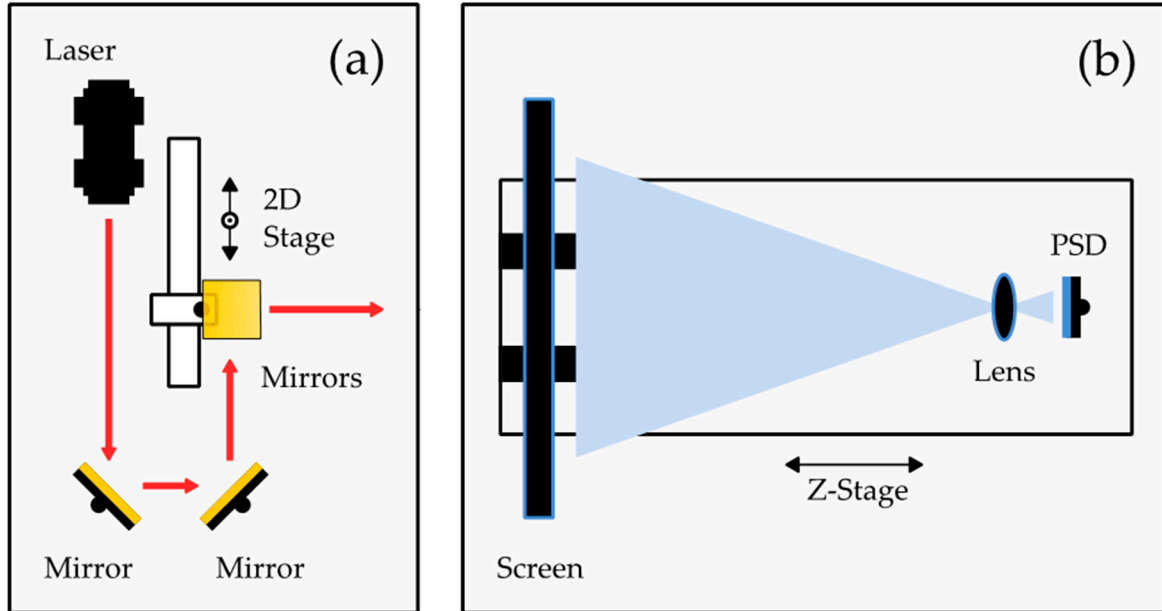 (a)
Laser
2D
Stage
Mirrors
Mirror
Mirror
(b)
PSD
Lens
Z-Stage
Screen